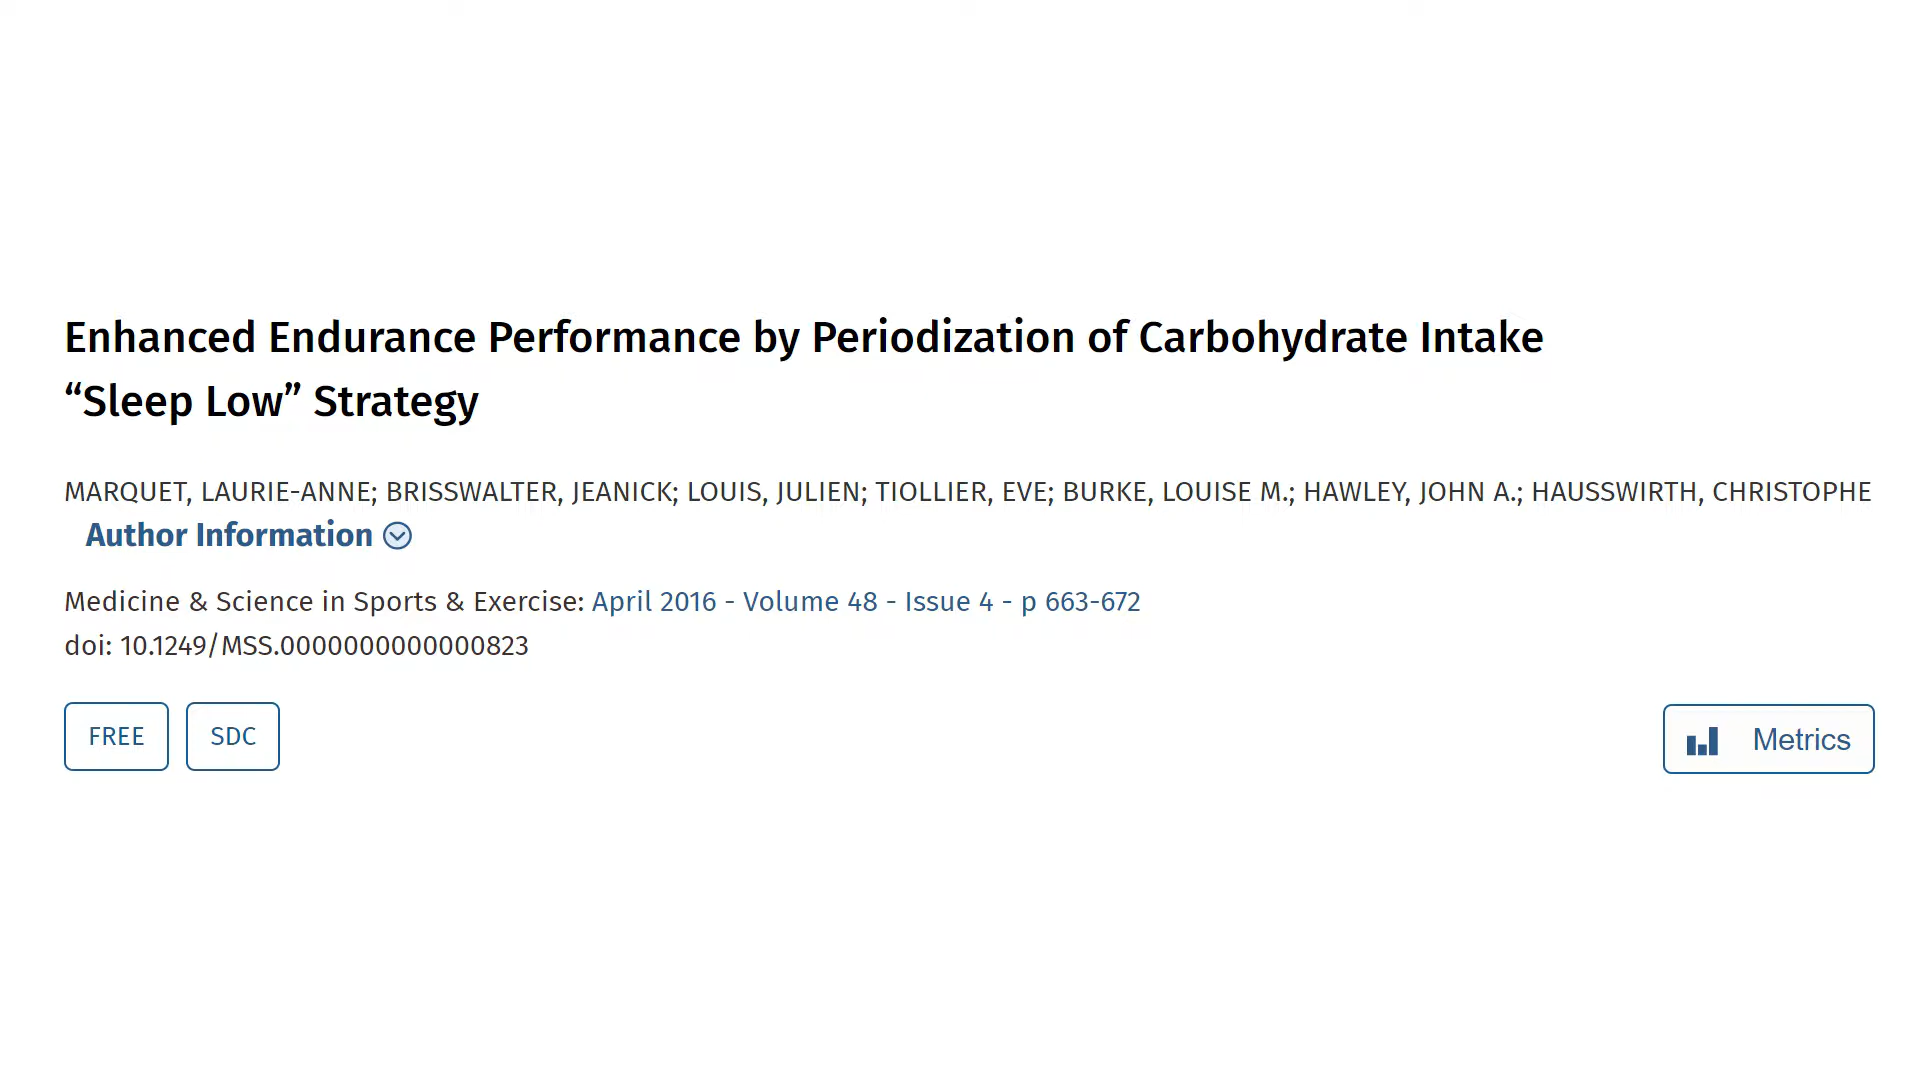 Enhanced Endurance Performance by Periodization of Carbohydrate Intake
“Sleep Low” Strategy
MARQUET, LAURIE-ANNE; BRISSWALTER, JEANICK; LOUIS, JULIEN; TIOLLIER, EVE; BURKE, LOUISE M.; HAWLEY, JOHN A.; HAUSSWIRTH, CHRISTOPHE
Author Information
Medicine & Science in Sports & Exercise: April 2016 - Volume 48 - Issue 4 - p 663-672
doi: 10.1249/MSS.0000000000000823
FREE SDC Metrics